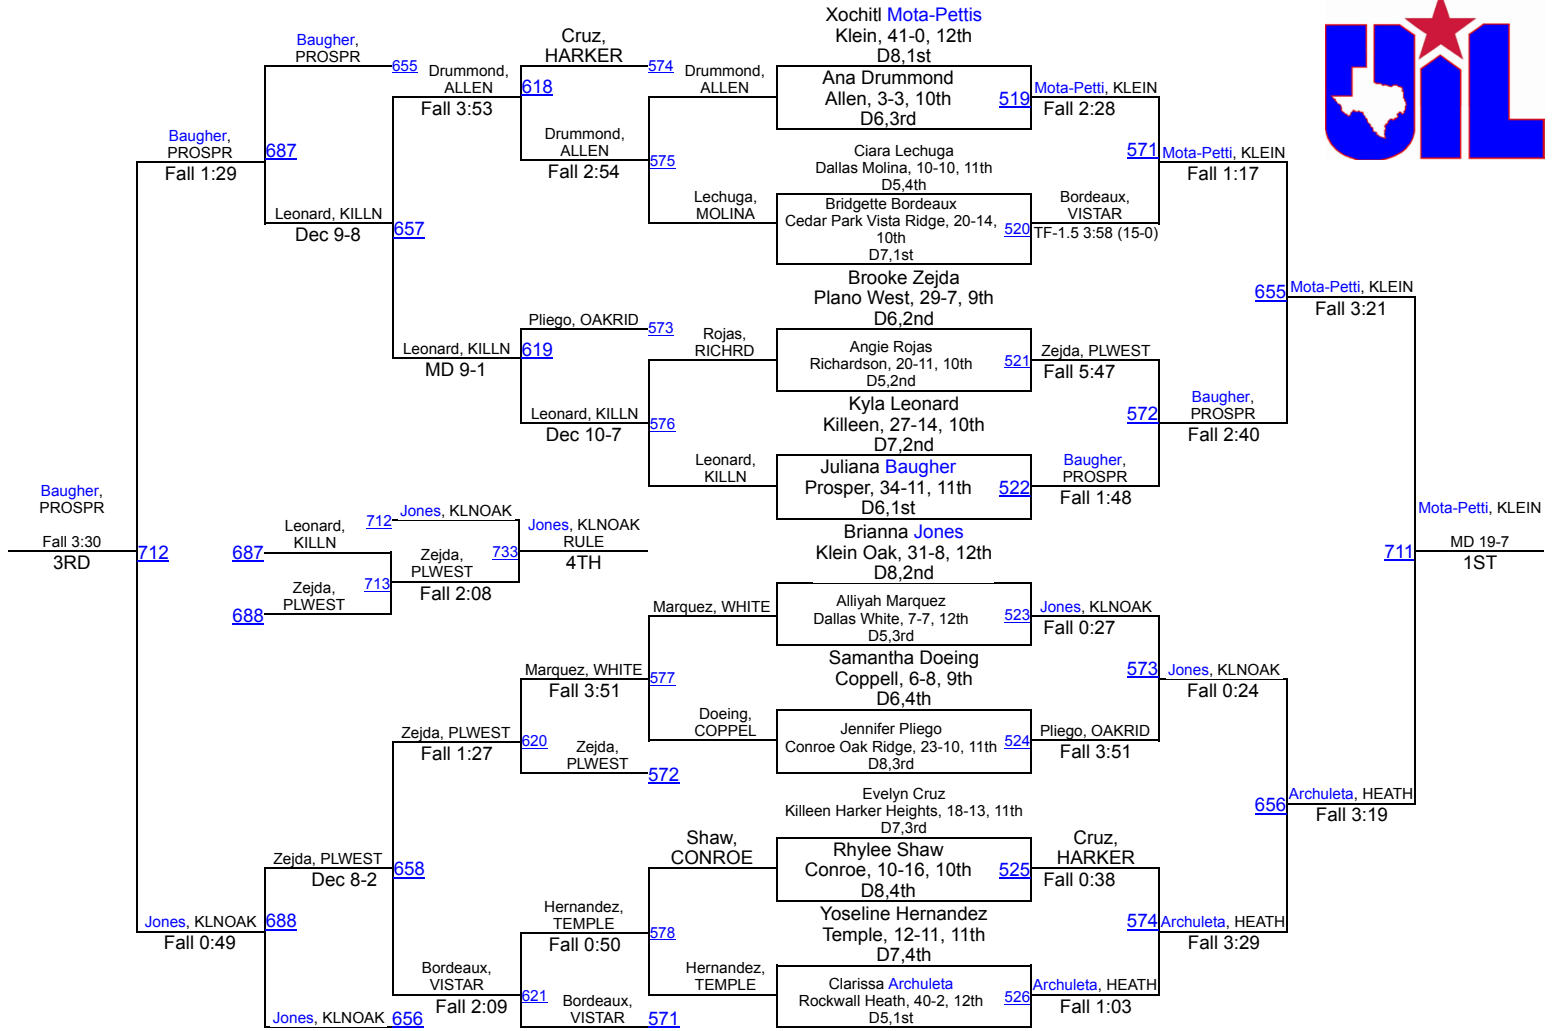 Xochitl Mota-Pettis
Klein, 41-0, 12th
D8,1st
Ana Drummond
Allen, 3-3, 10th
D6,3rd
519
Ciara Lechuga
Dallas Molina, 10-10, 11th
D5,4th
Bridgette Bordeaux
Cedar Park Vista Ridge, 20-14,
10th
D7,1st
520
Brooke Zejda
Plano West, 29-7, 9th
D6,2nd
Angie Rojas
Richardson, 20-11, 10th
D5,2nd
521
Kyla Leonard
Killeen, 27-14, 10th
D7,2nd
Juliana Baugher
Prosper, 34-11, 11th
D6,1st
522
Brianna Jones
Klein Oak, 31-8, 12th
D8,2nd
Alliyah Marquez
Dallas White, 7-7, 12th
D5,3rd
523
Samantha Doeing
Coppell, 6-8, 9th
D6,4th
Jennifer Pliego
Conroe Oak Ridge, 23-10, 11th
D8,3rd
524
Evelyn Cruz
Killeen Harker Heights, 18-13, 11th
D7,3rd
Rhylee Shaw
Conroe, 10-16, 10th
D8,4th
525
Yoseline Hernandez
Temple, 12-11, 11th
D7,4th
Clarissa Archuleta
Rockwall Heath, 40-2, 12th
D5,1st
526
Mota-Petti, KLEIN
Fall 2:28
571
Bordeaux,
VISTAR
TF-1.5 3:58 (15-0)
Zejda, PLWEST
Fall 5:47
572
Baugher,
PROSPR
Fall 1:48
Jones, KLNOAK
Fall 0:27
573
Pliego, OAKRID
Fall 3:51
Cruz,
HARKER
Fall 0:38
574
Archuleta, HEATH
Fall 1:03
Mota-Petti, KLEIN
Fall 1:17
655
Baugher,
PROSPR
Fall 2:40
Jones, KLNOAK
Fall 0:24
656
Archuleta, HEATH
Fall 3:29
Mota-Petti, KLEIN
Fall 3:21
711
Archuleta, HEATH
Fall 3:19
Mota-Petti, KLEIN
MD 19-7
1ST
UIL
Drummond,
ALLEN
575
Lechuga,
MOLINA
Rojas,
RICHRD
576
Leonard,
KILLN
Marquez, WHITE
577
Doeing,
COPPEL
Shaw,
CONROE
578
Hernandez,
TEMPLE
Cruz,
HARKER
574
618
Drummond,
ALLEN
Fall 2:54
Pliego, OAKRID
573
619
Leonard, KILLN
Dec 10-7
Marquez, WHITE
Fall 3:51
620
Zejda,
PLWEST
572
Hernandez,
TEMPLE
Fall 0:50
621
Bordeaux,
VISTAR
571
Drummond,
ALLEN
Fall 3:53
657
Leonard, KILLN
MD 9-1
Zejda, PLWEST
Fall 1:27
658
Bordeaux,
VISTAR
Fall 2:09
Baugher,
PROSPR
655
687
Leonard, KILLN
Dec 9-8
Zejda, PLWEST
Dec 8-2
688
Jones, KLNOAK
656
Baugher,
PROSPR
Fall 1:29
712
Jones, KLNOAK
Fall 0:49
Baugher,
PROSPR
Fall 3:30
3RD
Leonard,
KILLN
687
Zejda,
PLWEST
688
713
712
Jones, KLNOAK
Zejda,
PLWEST
Fall 2:08
733
Jones, KLNOAK
RULE
4TH